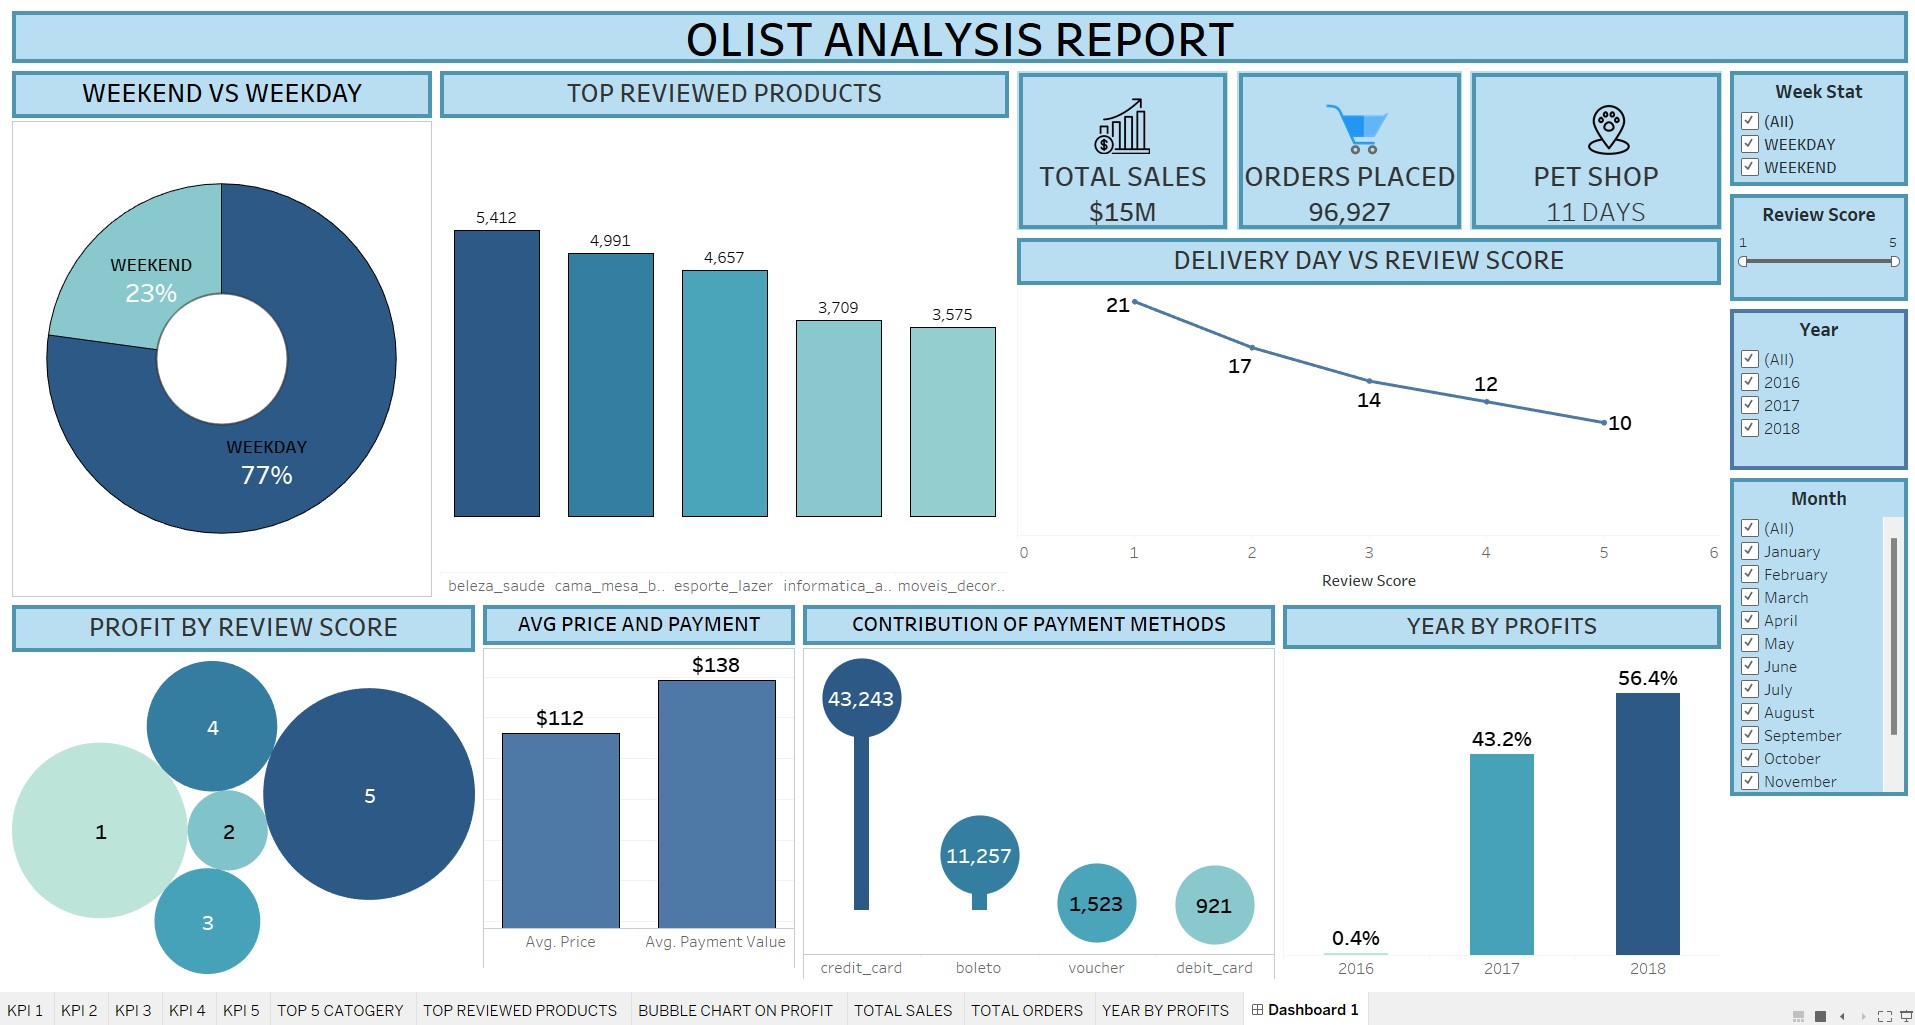 OLIST ANALYSIS REPORT
WEEKEND VS WEEKDAY
WEEKEND
23%
WEEKDAY
77%
TOP REVIEWED PRODUCTS
5,412
4,991
4,657
3,709
3,575
beleza_saude cama_mesa_b.. esporte_lazer informatica_a.. moveis_decor..
$
TOTAL SALES
$15M
ORDERS PLACED
96,927
PET SHOP
11 DAYS
DELIVERY DAY VS REVIEW SCORE
21
17
14
12
10
0 1 2 3 4 5 6
Review Score
Week Stat
(All)
WEEKDAY
WEEKEND
Review Score
1 5
Year
(All)
2016
2017
2018
Month
(All)
January
February
March
April
May
June
July
August
September
October
November
PROFIT BY REVIEW SCORE
4
5
1
2
3
AVG PRICE AND PAYMENT
$112
$138
Avg. Price Avg. Payment Value
CONTRIBUTION OF PAYMENT METHODS
43,243
11,257
1,523
921
credit_card boleto voucher debit_card
YEAR BY PROFITS
0.4%
43.2%
56.4%
2016 2017 2018
KPI 1 KPI 2 KPI 3 KPI 4 KPI 5 TOP 5 CATOGERY TOP REVIEWED PRODUCTS BUBBLE CHART ON PROFIT TOTAL SALES TOTAL ORDERS YEAR BY PROFITS Dashboard 1